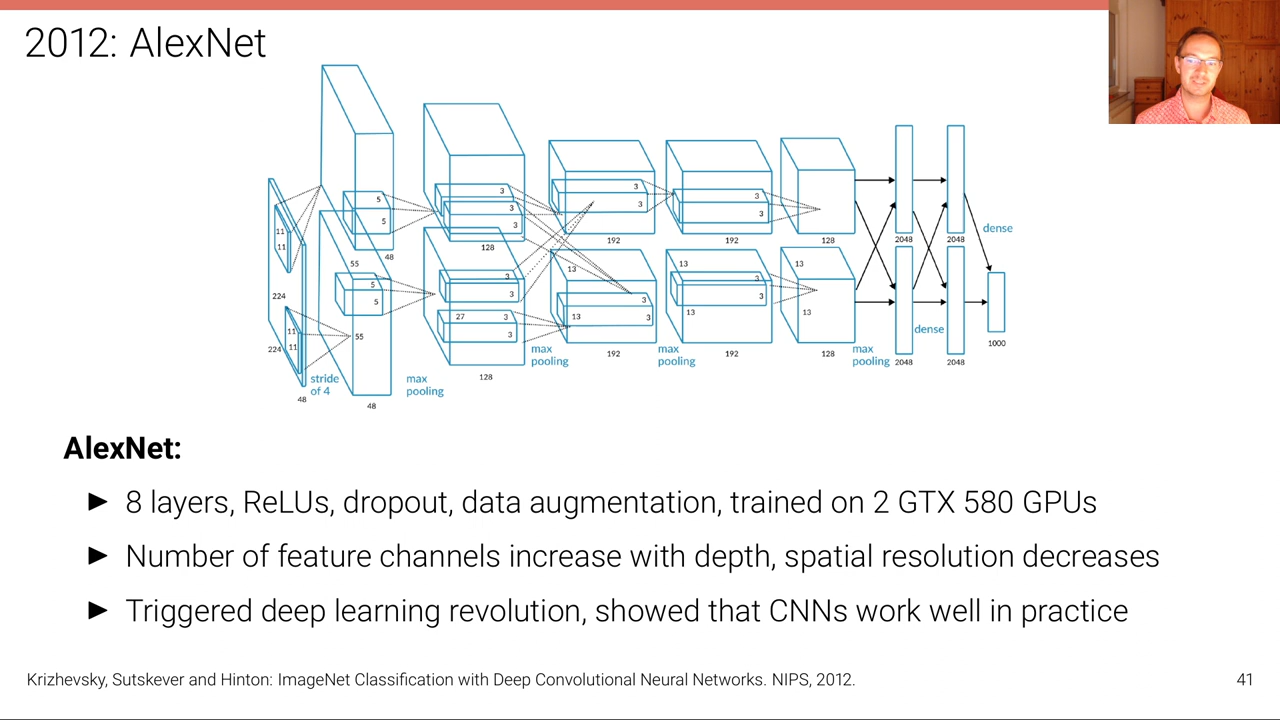 2012: AlexNet
11
11
224
224
11
11
48
stride
of 4
5
5
48
55
5
5
55
48
max
pooling
3
3
3
128
3
3
27
3
3
128
max
pooling
3
3
192
13
3
13
3
192
max
pooling
3
3
192
13
3
3
13
192
128
13
13
128
max
pooling
2048
2048
dense
dense
2048
2048
1000
AlexNet:
► 8 layers, ReLUs, dropout, data augmentation, trained on 2 GTX 580 GPUs
► Number of feature channels increase with depth, spatial resolution decreases
► Triggered deep learning revolution, showed that CNNs work well in practice
Krizhevsky, Sutskever and Hinton: ImageNet Classification with Deep Convolutional Neural Networks. NIPS, 2012.
41